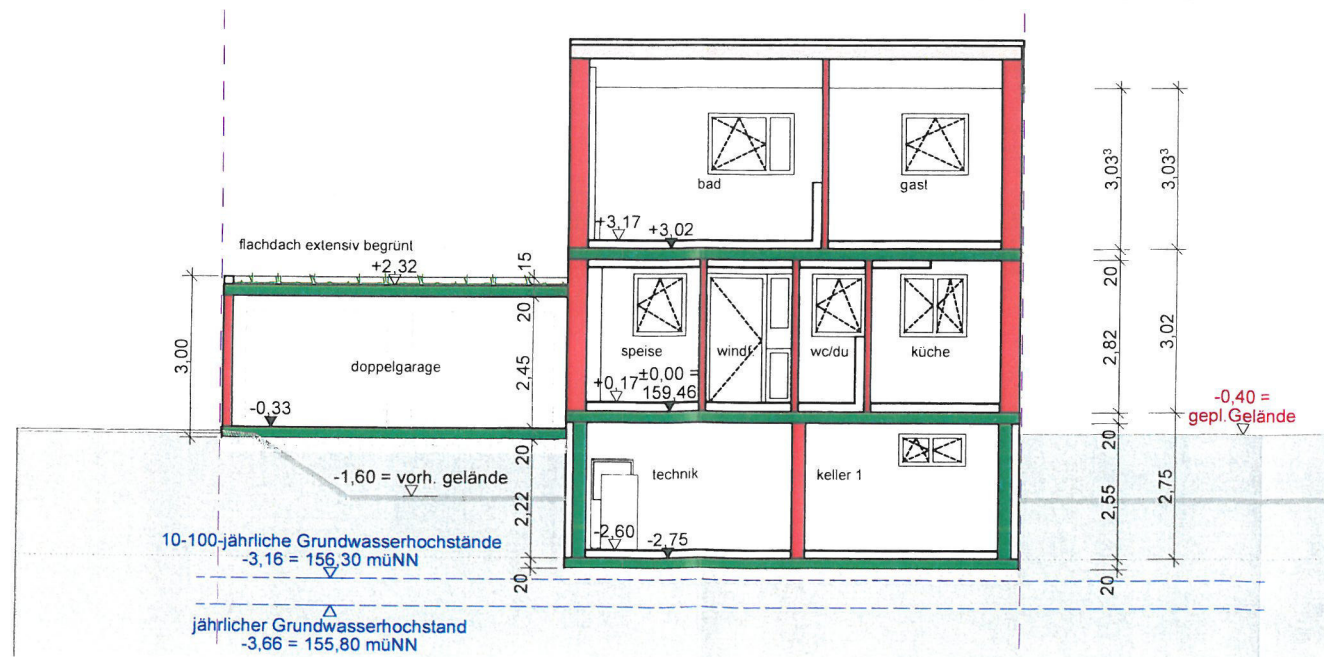 bad
gast
+3,17
+3,02
flachdach extensiv begrünt
+2,32
15
20
3,00
doppelgarage
2,45
-0,33
speise
windf.
wc/du
küche
+0,17
±0,00 =
159,46
3,03³
3,03³
20
2,82
3,02
-0,40 =
gepl.Gelände
20
20
technik
keller 1
-1,60 = vorh. gelände
2,22
2,55
2,75
-2,60
-2,75
10-100-jährliche Grundwasserhochstände
-3,16 = 156,30 müNN
20
20
jährlicher Grundwasserhochstand
-3,66 = 155,80 müNN